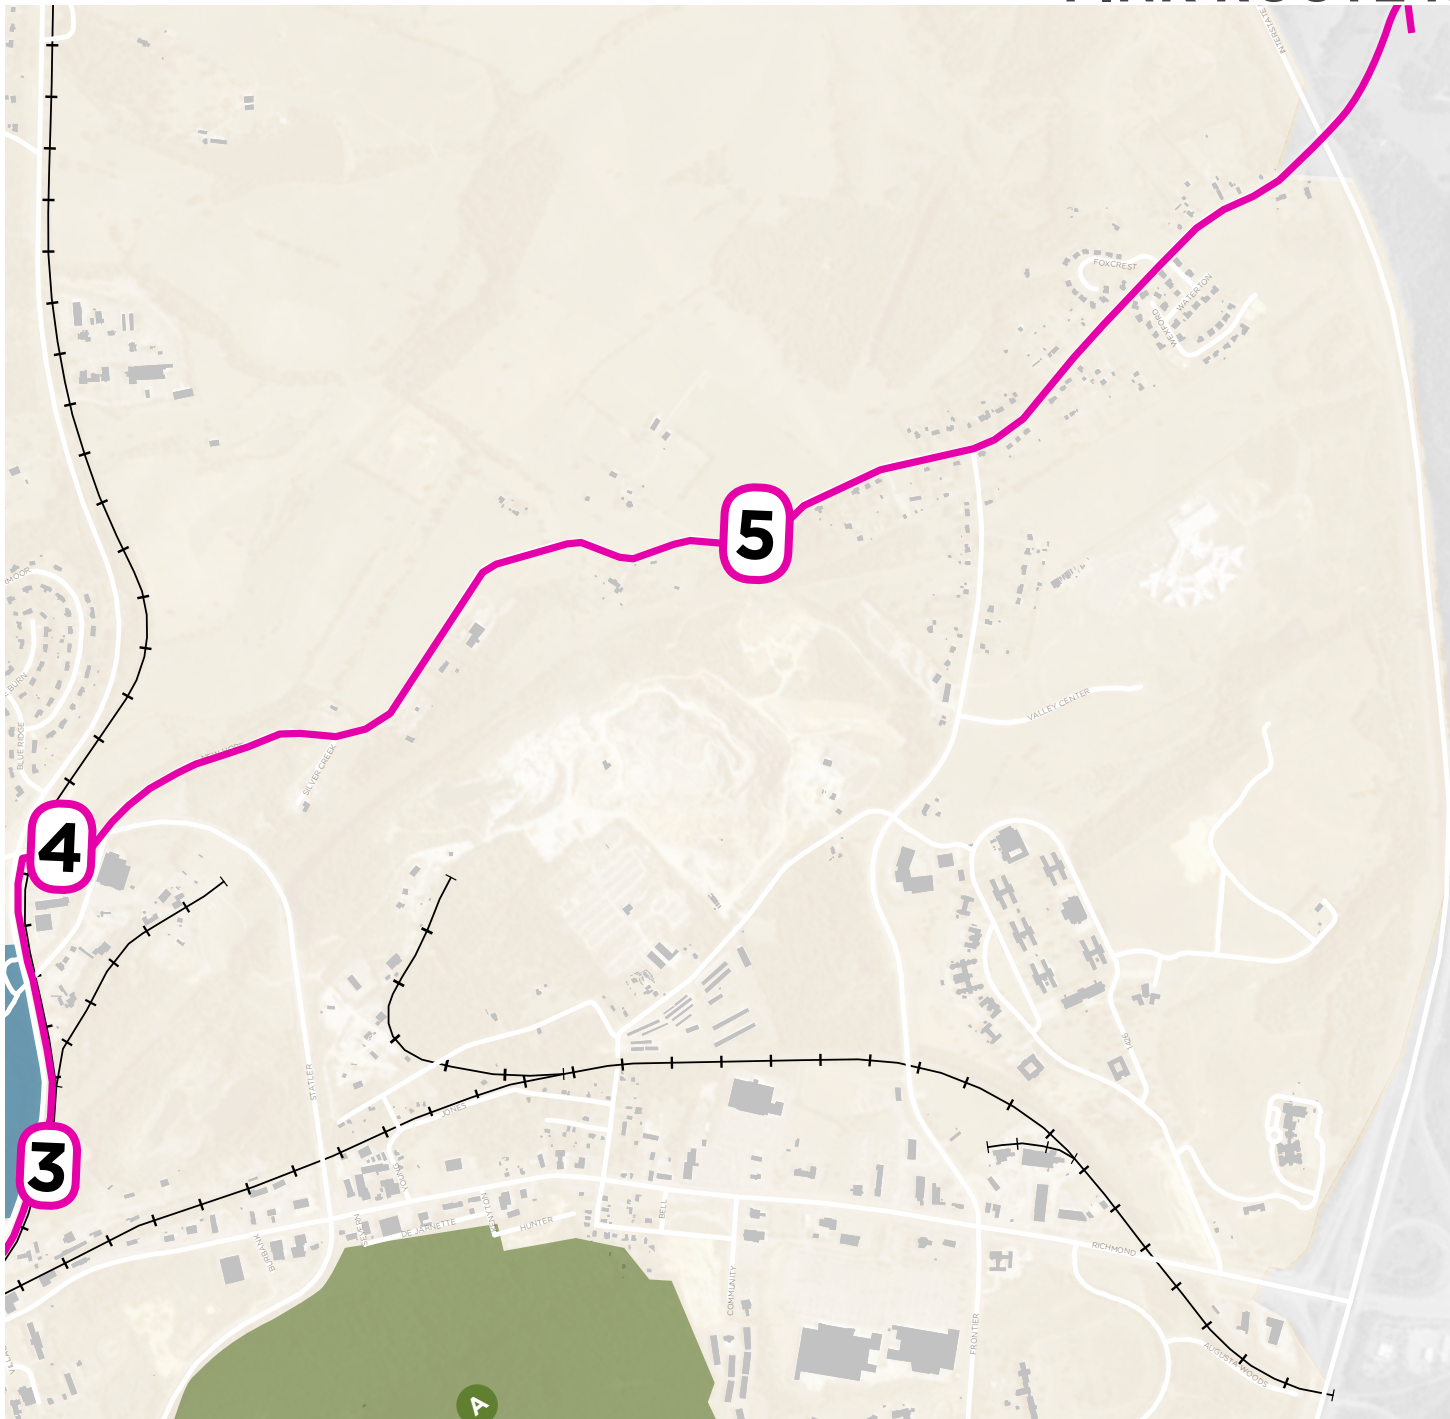 FOXCREST
WATERTON
WEXFORD
5
BLUE RIDGE
VALLEY CENTER
SILVER CREEK
4
STATLER
JONES
3
YOUNG
BELL
HUNTER
DE JARNETTE
BURBANK
RICHMOND
COMMUNITY
FRONTIER
AUGUSTA WOODS
A